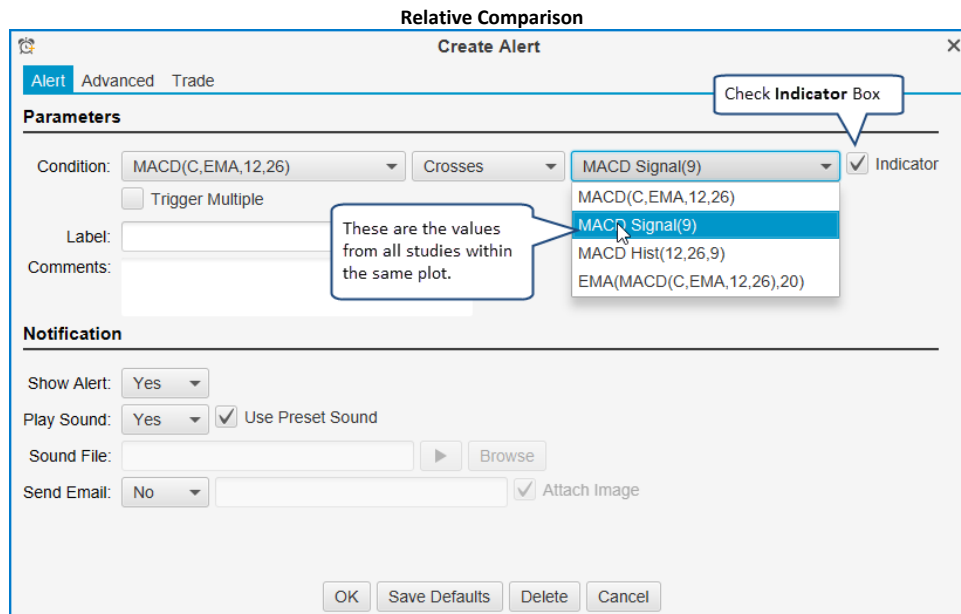 Relative Comparison
Create Alert
Alert Advanced Trade
Check Indicator Box
Parameters
Condition: MACD(C,EMA,12,26) Crosses MACD Signal(9) Indicator
Trigger Multiple
MACD(C,EMA,12,26)
MACD Signal(9)
MACD Hist(12,26,9)
EMA(MACD(C,EMA,12,26),20)
These are the values
from all studies within
the same plot.
Label:
Comments:
Notification
Show Alert: Yes
Play Sound: Yes Use Preset Sound
Sound File: Browse
Send Email: No Attach Image
OK Save Defaults Delete Cancel